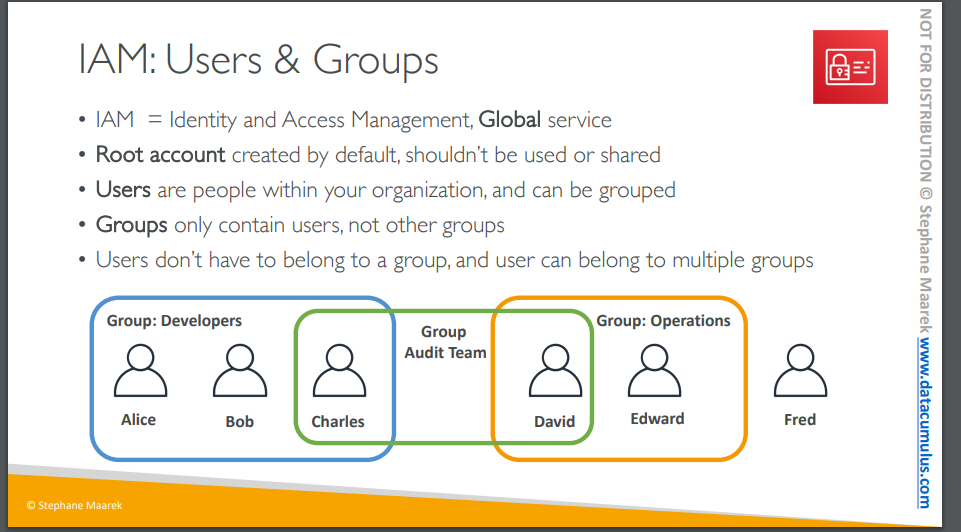 IAM: Users & Groups
• IAM = Identity and Access Management, Global service
• Root account created by default, shouldn't be used or shared
• Users are people within your organization, and can be grouped
• Groups only contain users, not other groups
• Users don't have to belong to a group, and user can belong to multiple groups
Group: Developers
Group
Audit Team
Group: Operations
Alice
Bob
Charles
David
Edward
Fred
© Stephane Maarek
NOT FOR DISTRIBUTION © Stephane Maarek www.datacumulus.com